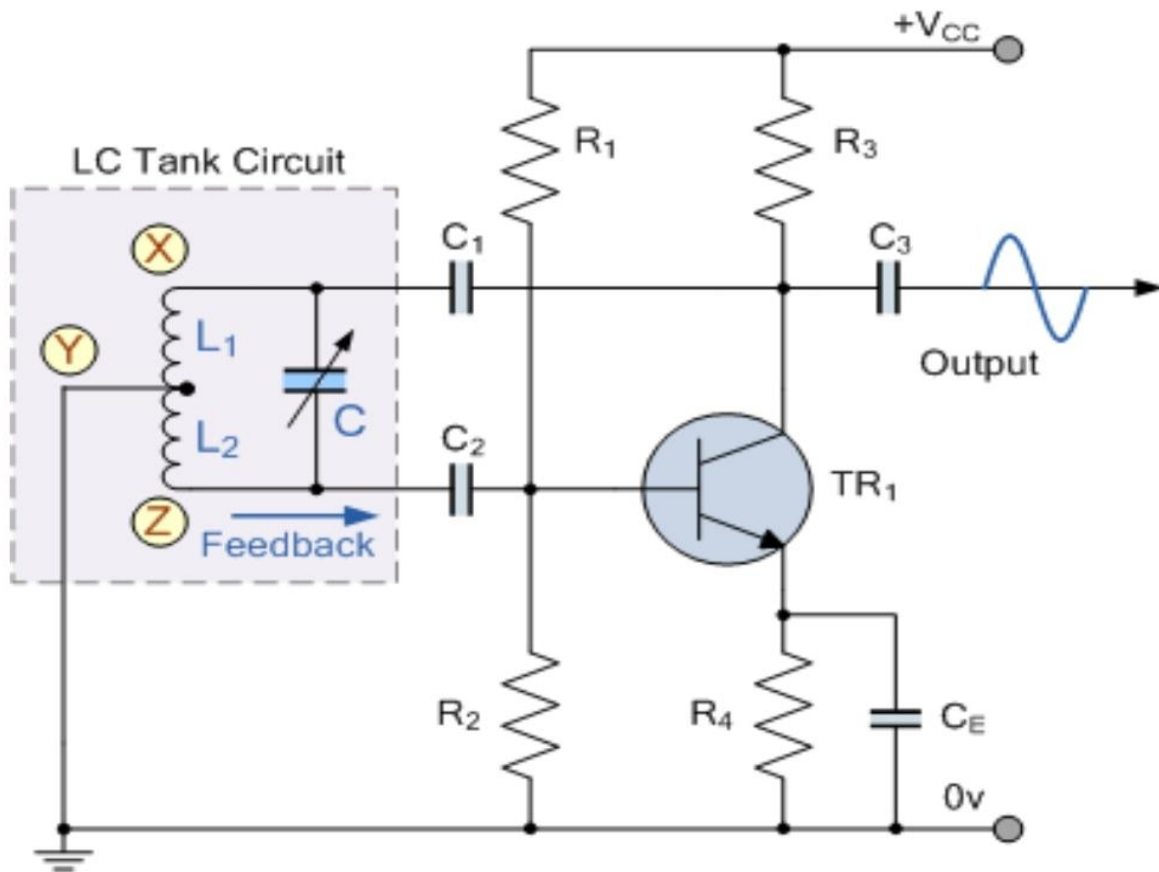 +VCC
R1
R3
LC Tank Circuit
X
C1
C3
L1
Y
Output
C
L2
C2
TR1
Z
Feedback
R2
R4
CE
0v